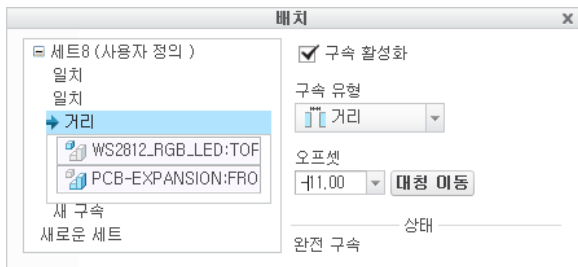 배치
세트8 (사용자 정의 )
일치
일치
거리
WS2812_RGB_LED:TOF
PCB-EXPANSION:FRO
새 구속
새로운 세트
구속 활성화
구속 유형
거리
오프셋
-11.00 대칭 이동
상태
완전 구속